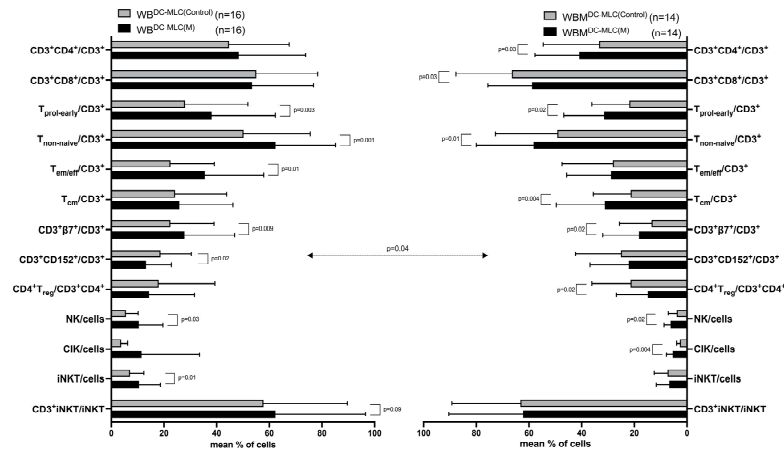 WB^DC-MLC(Control) (n=16)
WB^DC-MLC(M) (n=16)
CD3⁺CD4⁺/CD3⁺
CD3⁺CD8⁺/CD3⁺
T_prol-early/CD3⁺
p=0.003
T_non-naive/CD3⁺
p=0.001
T_em/eff/CD3⁺
p=0.01
T_cm/CD3⁺
CD3⁺β7⁺/CD3⁺
p=0.009
CD3⁺CD152⁺/CD3⁺
p=0.02
CD4⁺T_reg/CD3⁺CD4⁺
NK/cells
p=0.03
CIK/cells
iNKT/cells
p=0.01
CD3⁺iNKT/iNKT
p=0.09
0 20 40 60 80 100
mean % of cells
p=0.04
WBM^DC-MLC(Control) (n=14)
WBM^DC-MLC(M) (n=14)
p=0.03
CD3⁺CD4⁺/CD3⁺
p=0.03
CD3⁺CD8⁺/CD3⁺
p=0.02
T_prol-early/CD3⁺
p=0.01
T_non-naive/CD3⁺
T_em/eff/CD3⁺
p=0.004
T_cm/CD3⁺
p=0.02
CD3⁺β7⁺/CD3⁺
CD3⁺CD152⁺/CD3⁺
p=0.02
CD4⁺T_reg/CD3⁺CD4⁺
p=0.02
NK/cells
p=0.004
CIK/cells
iNKT/cells
CD3⁺iNKT/iNKT
100 80 60 40 20 0
mean % of cells